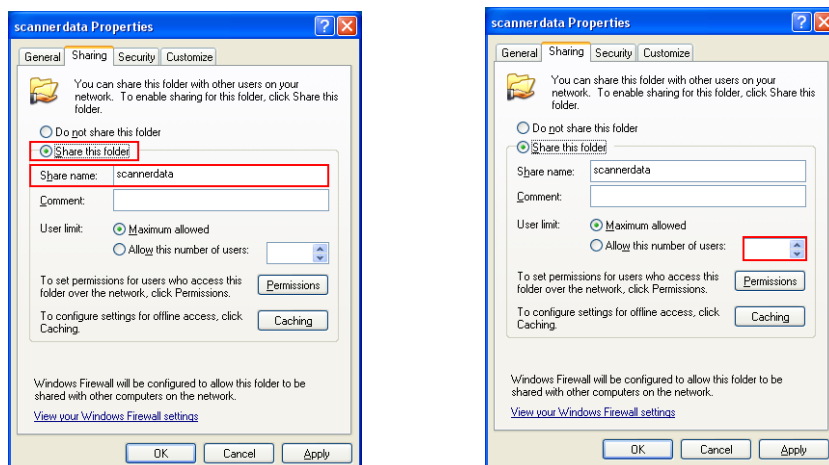 scannerdata Properties
General Sharing Security Customize
You can share this folder with other users on your
network. To enable sharing for this folder, click Share this
folder.
Do not share this folder
Share this folder
Share name: scannerdata
Comment:
User limit: Maximum allowed
Allow this number of users:
To set permissions for users who access this
folder over the network, click Permissions.
Permissions
To configure settings for offline access, click
Caching.
Caching
Windows Firewall will be configured to allow this folder to be
shared with other computers on the network.
View your Windows Firewall settings
OK Cancel Apply
scannerdata Properties
General Sharing Security Customize
You can share this folder with other users on your
network. To enable sharing for this folder, click Share this
folder.
Do not share this folder
Share this folder
Share name: scannerdata
Comment:
User limit: Maximum allowed
Allow this number of users:
To set permissions for users who access this
folder over the network, click Permissions.
Permissions
To configure settings for offline access, click
Caching.
Caching
Windows Firewall will be configured to allow this folder to be
shared with other computers on the network.
View your Windows Firewall settings
OK Cancel Apply